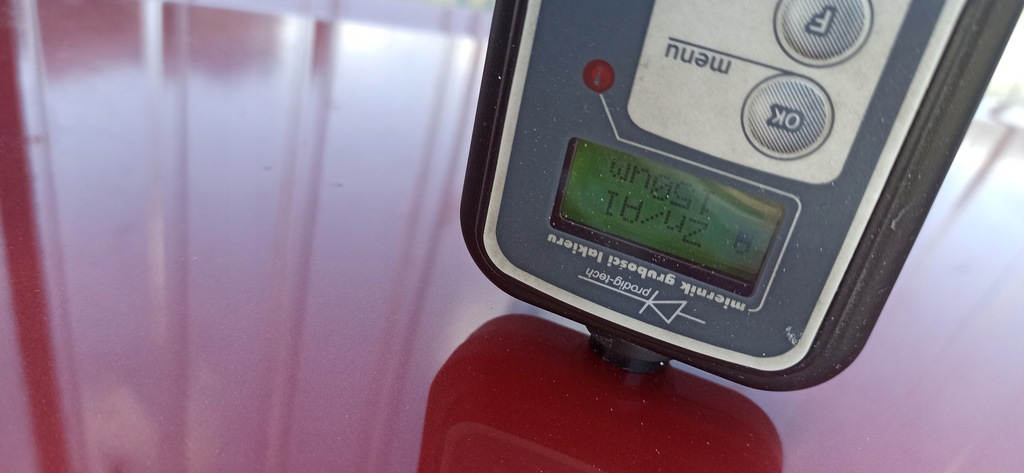 prodig-tech
miernik grubości lakieru
Zn/Al
150um
OK
menu
F